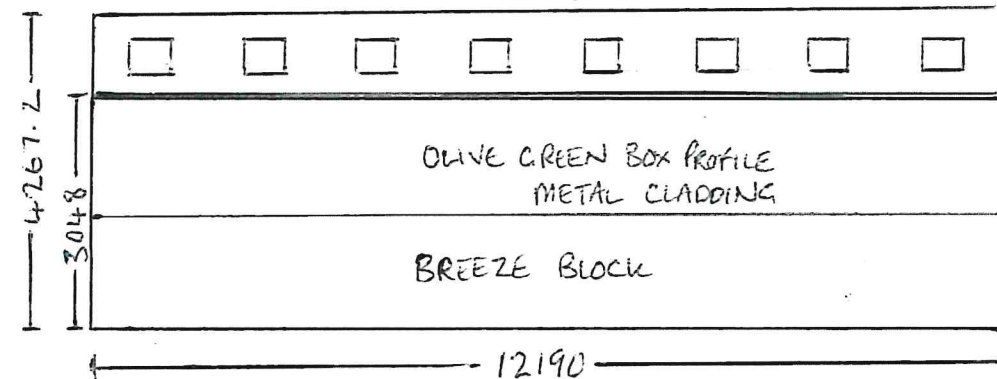 4267.2
3048
OLIVE GREEN BOX PROFILE
METAL CLADDING
BREEZE BLOCK
12190